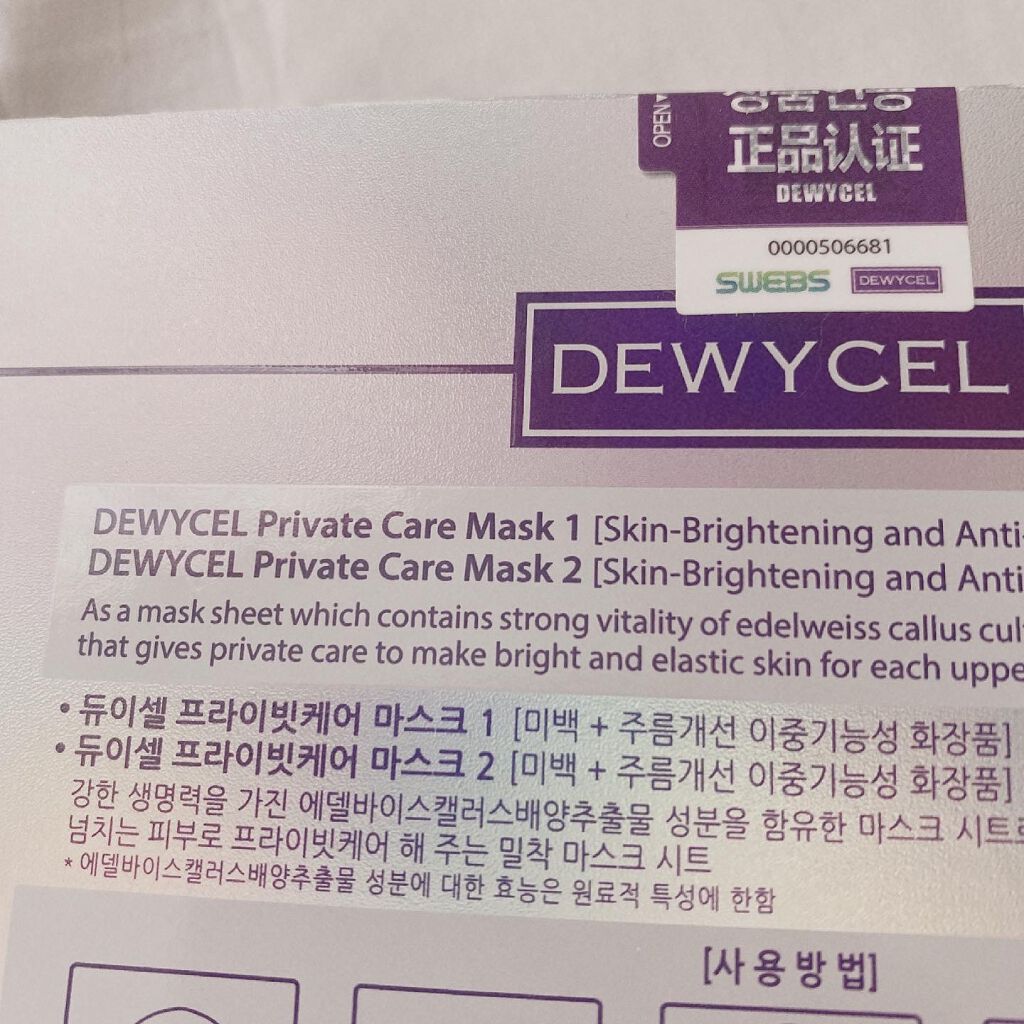 정품인증
OPEN
正品认证
DEWYCEL
0000506681
SWEBS DEWYCEL
DEWYCEL
DEWYCEL Private Care Mask 1 [Skin-Brightening and Anti-
DEWYCEL Private Care Mask 2 [Skin-Brightening and Anti
As a mask sheet which contains strong vitality of edelweiss callus cul
that gives private care to make bright and elastic skin for each uppe
• 듀이셀 프라이빗케어 마스크 1 [미백 + 주름개선 이중기능성 화장품]
• 듀이셀 프라이빗케어 마스크 2 [미백 + 주름개선 이중기능성 화장품]
강한 생명력을 가진 에델바이스캘러스배양추출물 성분을 함유한 마스크 시트로
넘치는 피부로 프라이빗케어 해 주는 밀착 마스크 시트
* 에델바이스캘러스배양추출물 성분에 대한 효능은 원료적 특성에 한함
[사용방법]